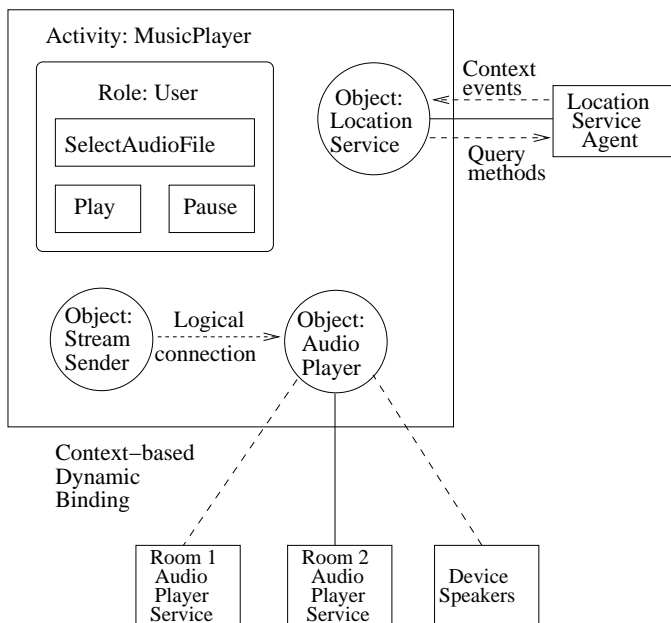 Activity: MusicPlayer
Role: User
SelectAudioFile
Play
Pause
Object:
Location
Service
Context
events
Query
methods
Location
Service
Agent
Object:
Stream
Sender
Logical
connection
Object:
Audio
Player
Context-based
Dynamic
Binding
Room 1
Audio
Player
Service
Room 2
Audio
Player
Service
Device
Speakers